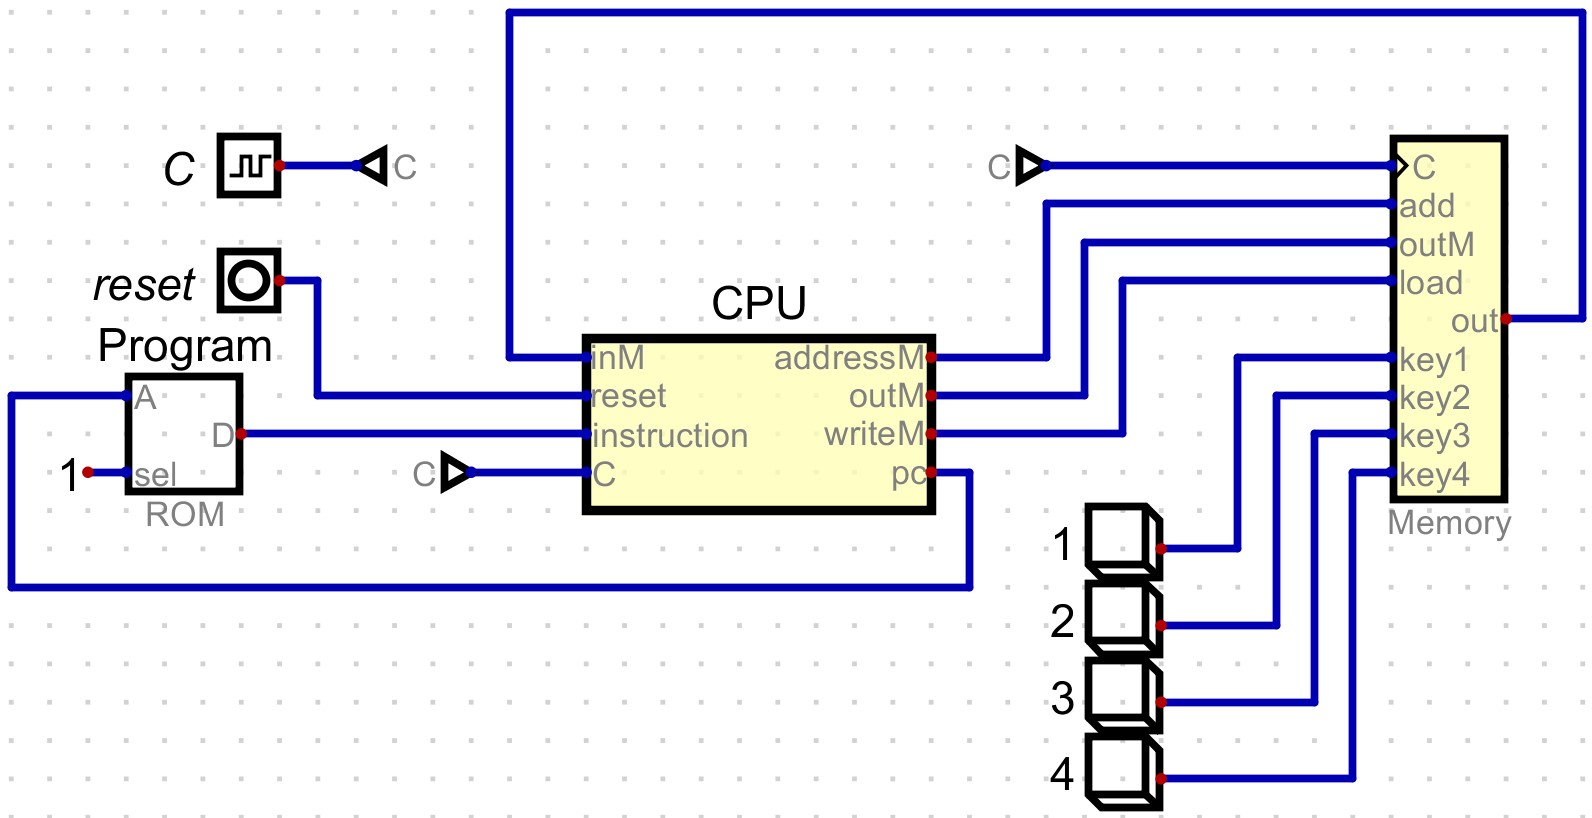 C
C
C
C
add
outM
load
out
key1
key2
key3
key4
Memory
reset
Program
A
D
1
sel
ROM
CPU
inM
addressM
reset
outM
instruction
writeM
C
C
pc
1
2
3
4